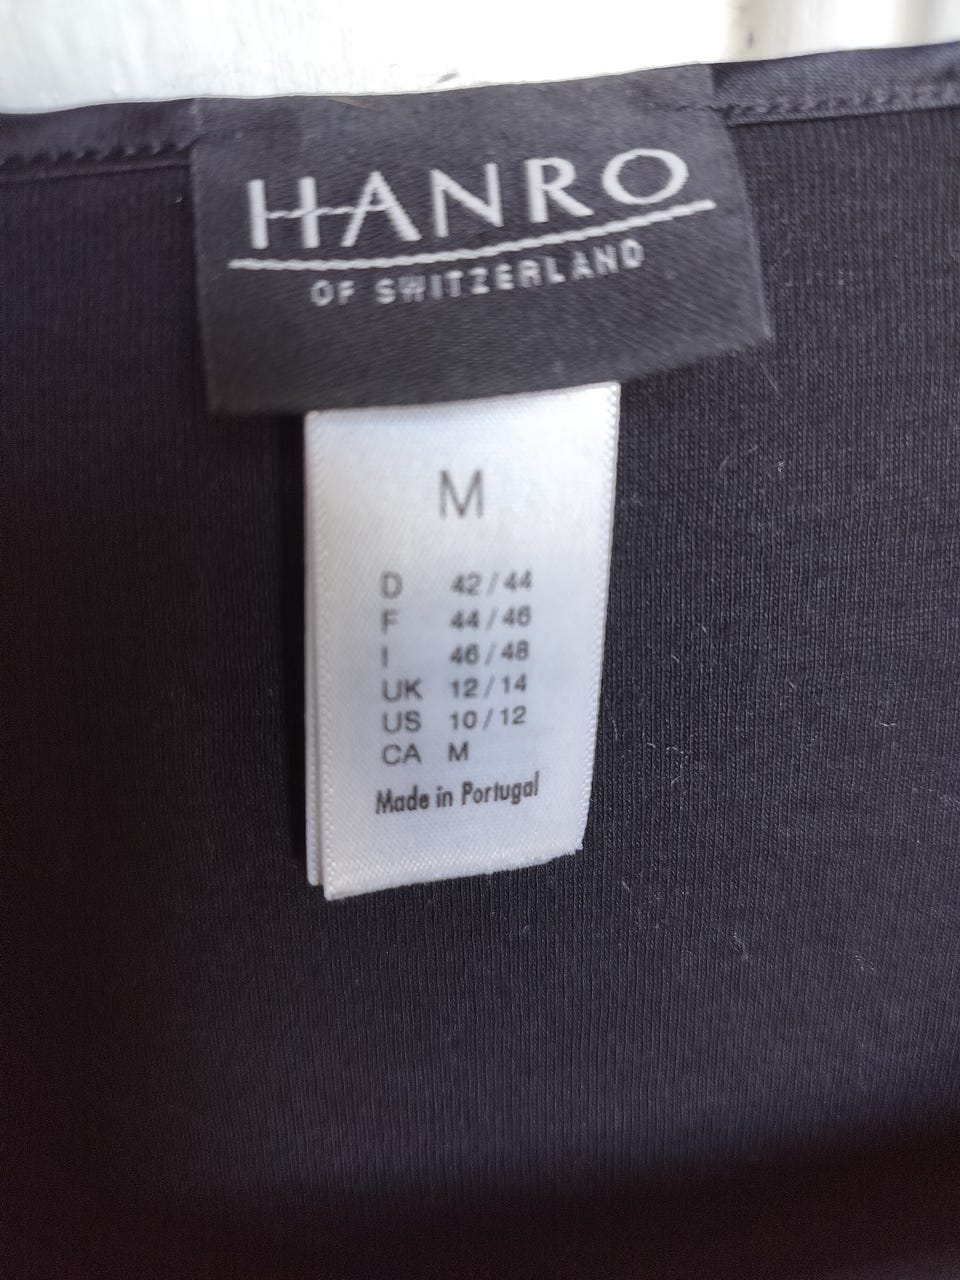 HANRO
OF SWITZERLAND
M
D 42/44
F 44/46
I 46/48
UK 12/14
US 10/12
CA M
Made in Portugal